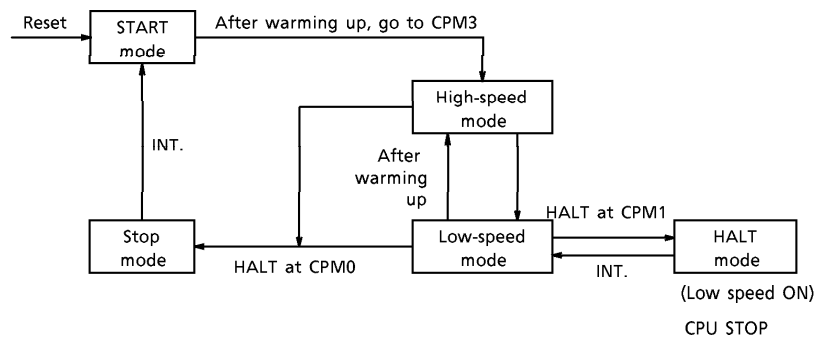 Reset
START
mode
After warming up, go to CPM3
High-speed
mode
INT.
After
warming
up
HALT at CPM1
Stop
mode
HALT at CPM0
Low-speed
mode
INT.
HALT
mode
(Low speed ON)
CPU STOP